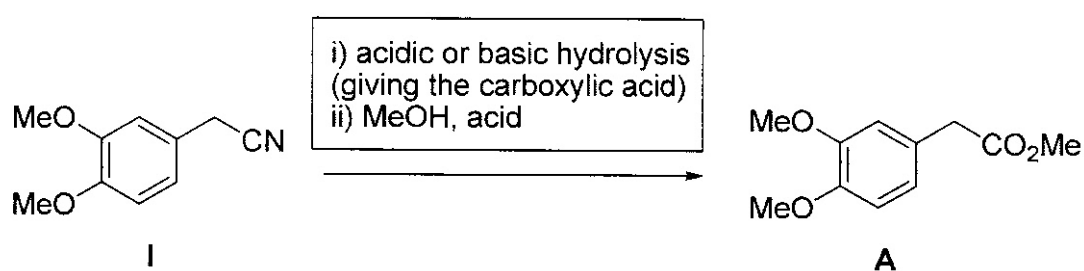 i) acidic or basic hydrolysis
(giving the carboxylic acid)
ii) MeOH, acid
MeO
CN
MeO
I
MeO
CO₂Me
MeO
A